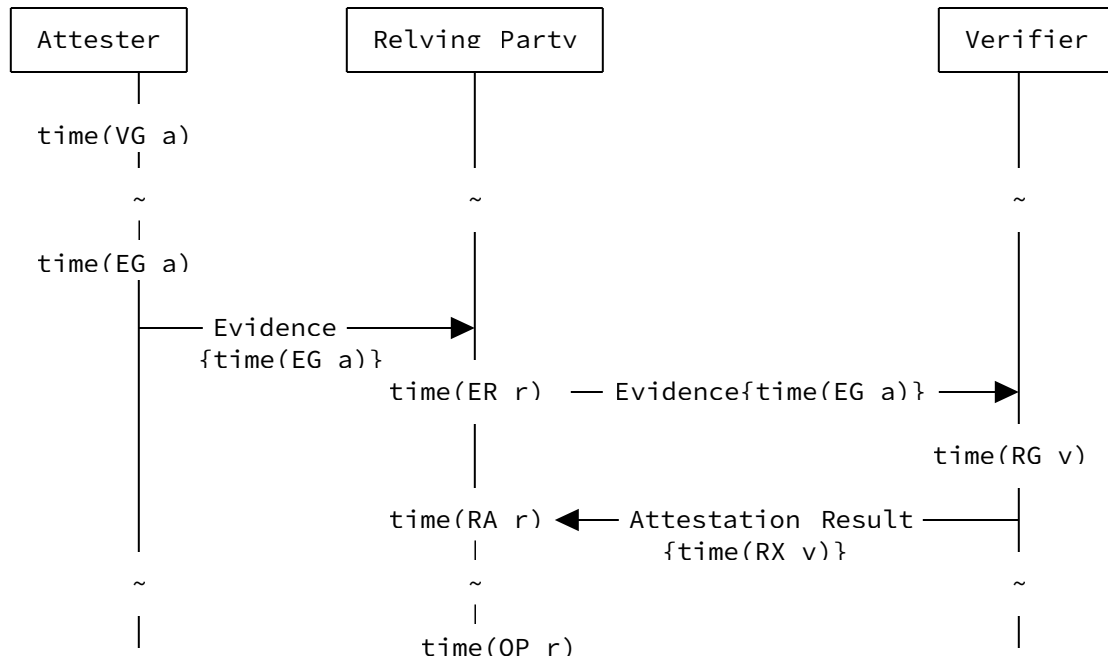 Attester Relying Party Verifier
time(VG_a)
~ ~ ~
time(EG_a)
Evidence
{time(EG_a)}
time(ER_r) Evidence{time(EG_a)}
time(RG_v)
time(RA_r) Attestation Result
{time(RX_v)}
~ ~ ~
time(OP_r)